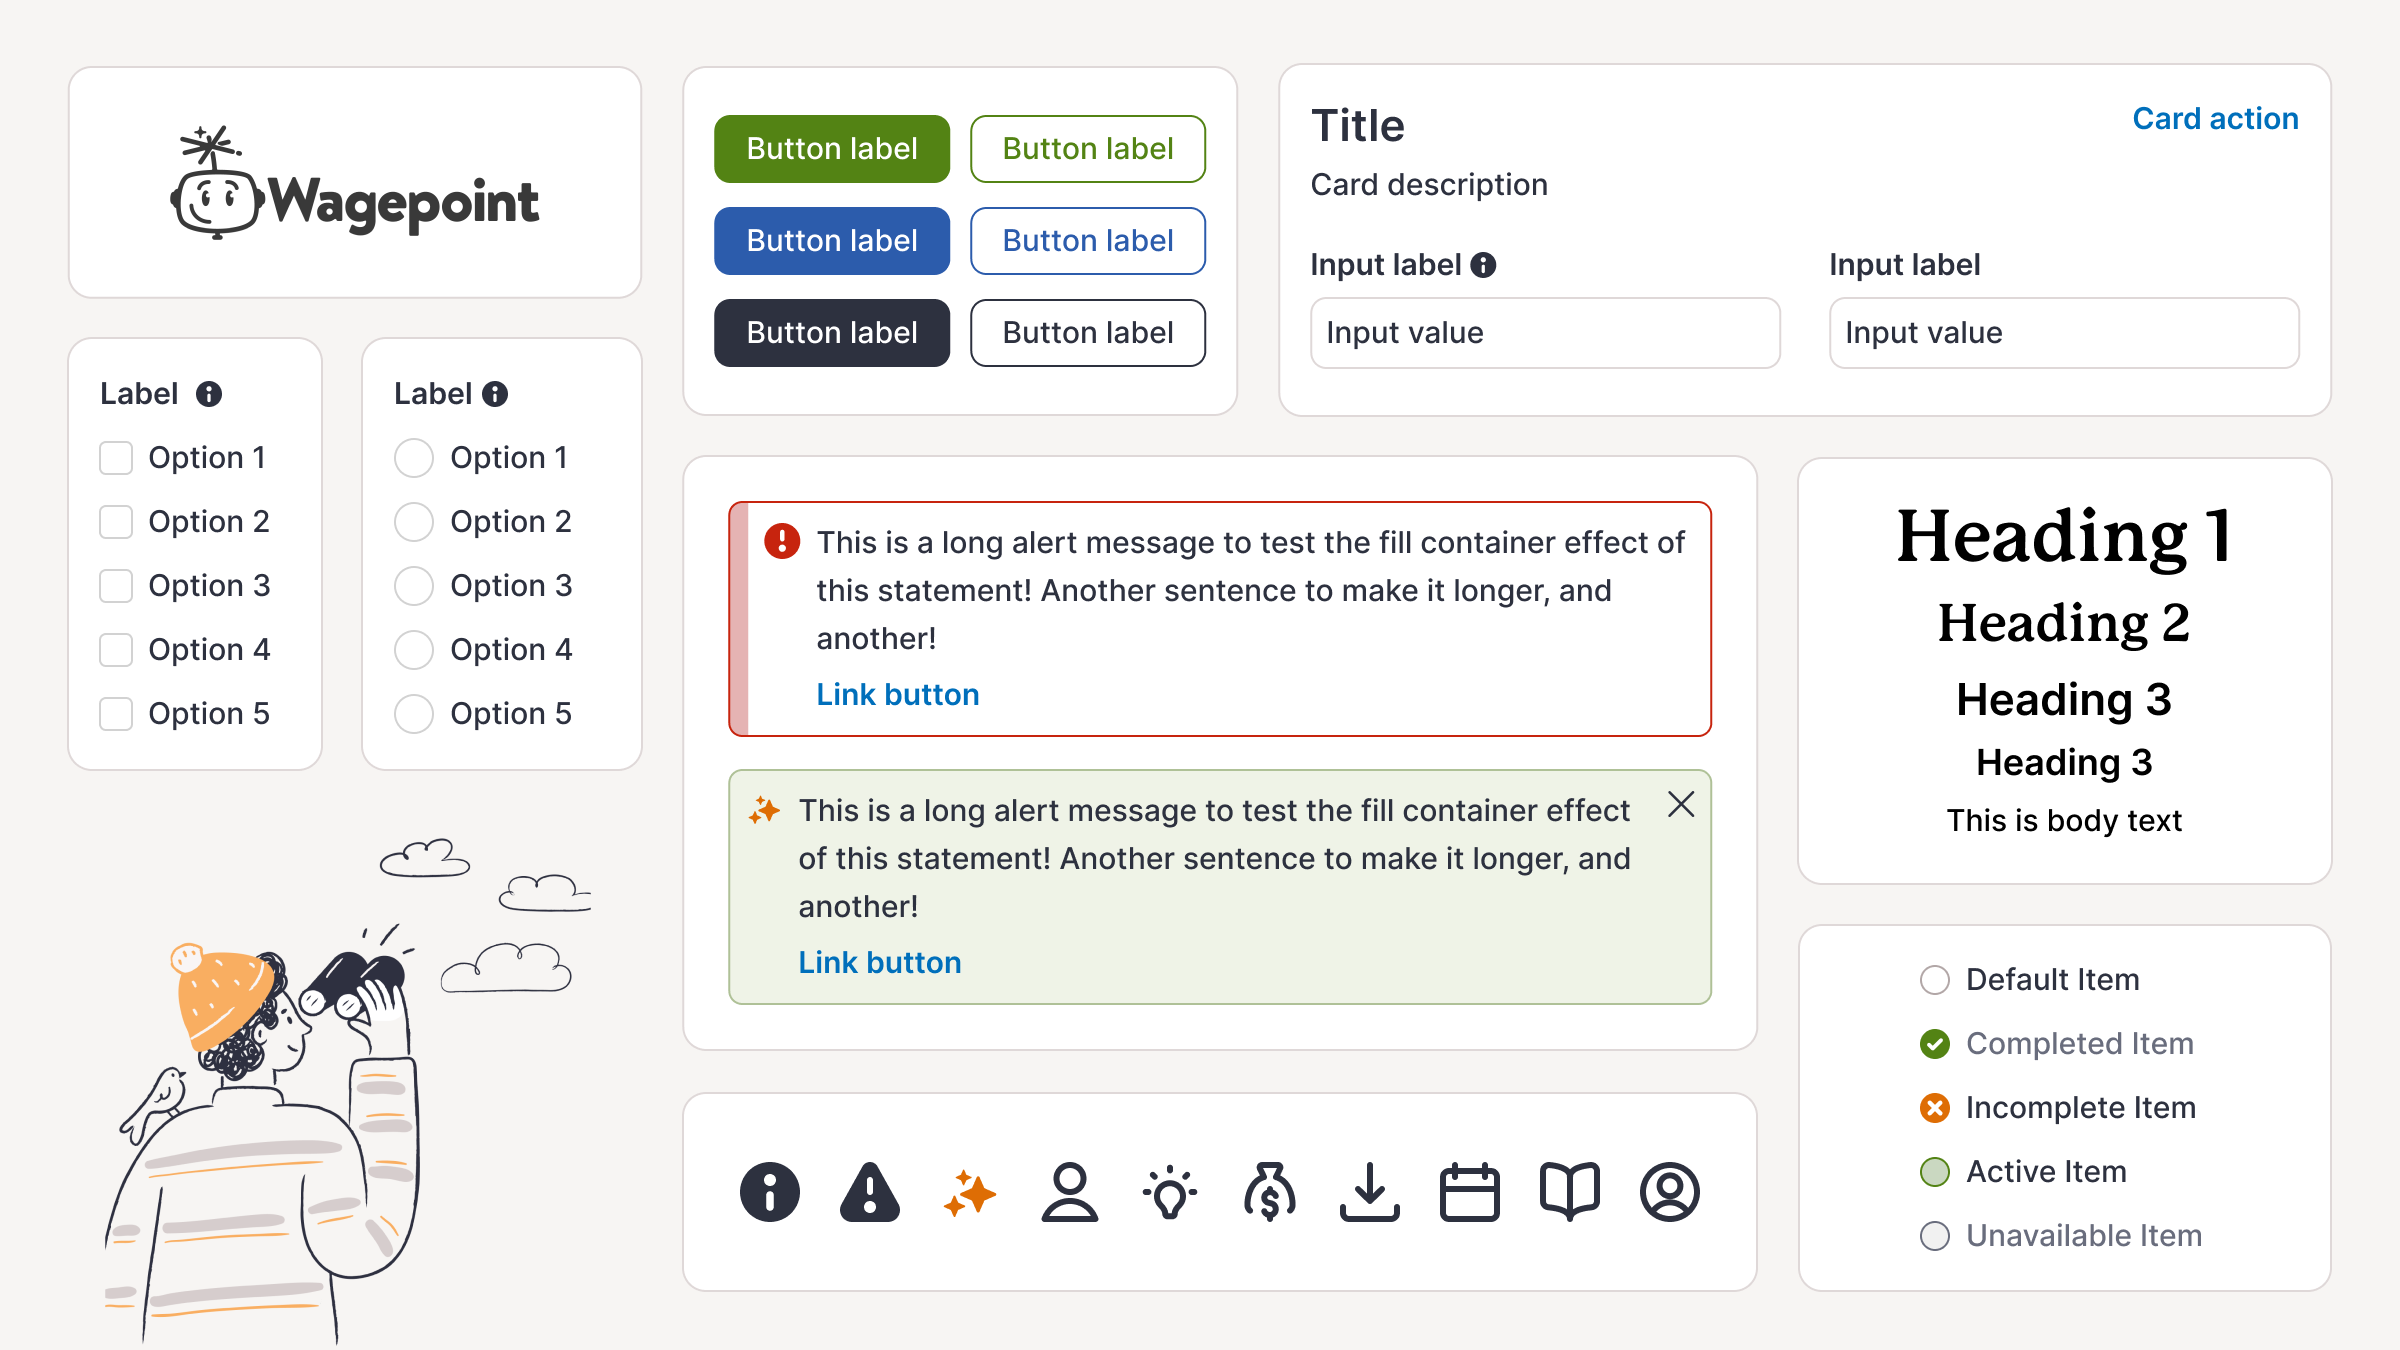 Wagepoint
Button label
Button label
Button label
Button label
Button label
Button label
Title
Card action
Card description
Input label
Input label
Input value
Input value
Label
Option 1
Option 2
Option 3
Option 4
Option 5
Label
Option 1
Option 2
Option 3
Option 4
Option 5
This is a long alert message to test the fill container effect of
this statement! Another sentence to make it longer, and
another!
Link button
This is a long alert message to test the fill container effect
of this statement! Another sentence to make it longer, and
another!
Link button
Heading 1
Heading 2
Heading 3
Heading 3
This is body text
Default Item
Completed Item
Incomplete Item
Active Item
Unavailable Item